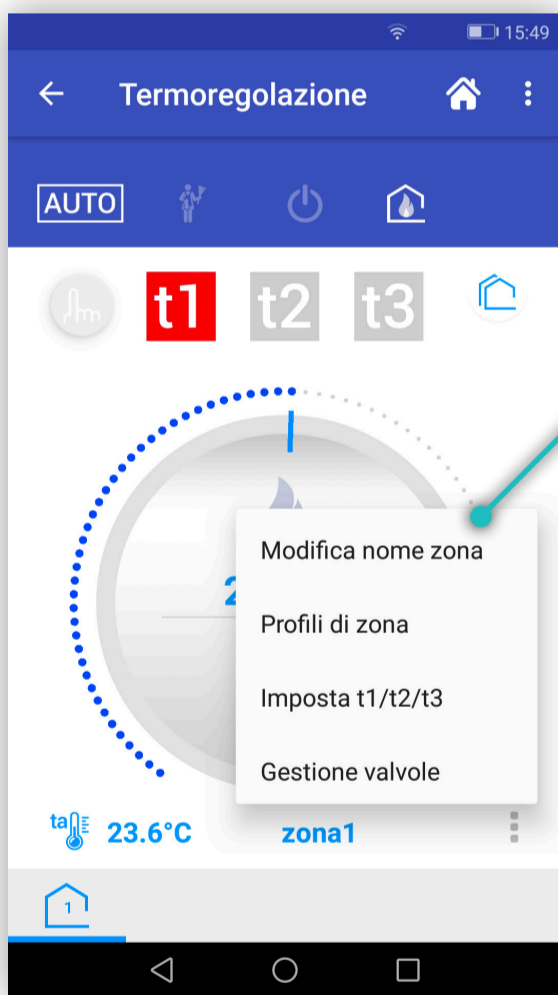 15:49
Termoregolazione
AUTO
t1 t2 t3
Modifica nome zona
2
Profili di zona
Imposta t1/t2/t3
Gestione valvole
ta 23.6°C zona1
1